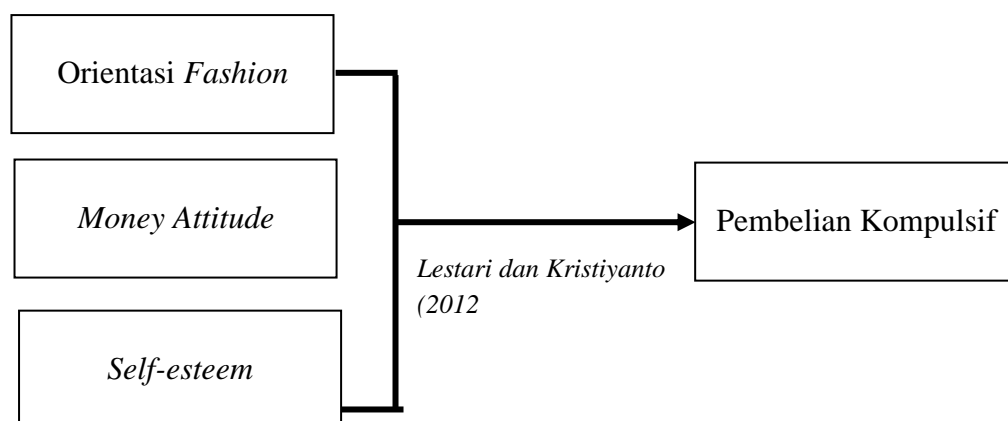 Orientasi Fashion
Money Attitude
Self-esteem
Pembelian Kompulsif
Lestari dan Kristiyanto
(2012